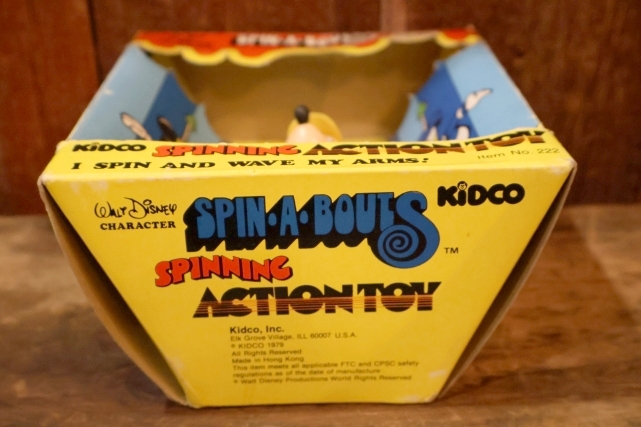 SPIN·A·BOUTS
KiDCO SPINNING ACTION TOY
I SPIN AND WAVE MY ARMS! Item No. 222
Walt Disney CHARACTER
SPIN·A·BOUTS KiDCO
TM
SPINNING
ACTION TOY
Kidco, Inc.
Elk Grove Village, ILL 60007 U.S.A.
© KIDCO 1979
All Rights Reserved
Made in Hong Kong
This item meets all applicable FTC and CPSC safety
regulations as of the date of manufacture
© Walt Disney Productions World Rights Reserved